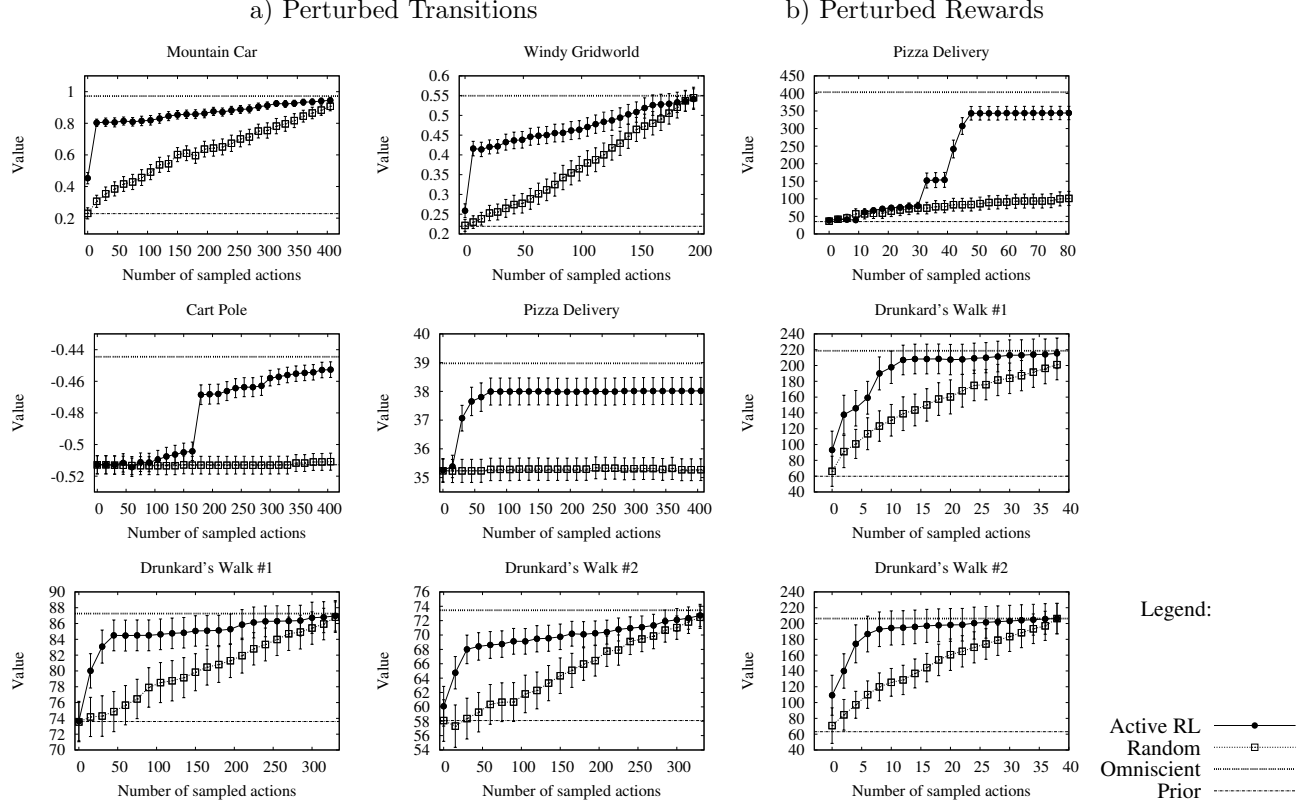 a) Perturbed Transitions
b) Perturbed Rewards
Mountain Car
Value
1
0.8
0.6
0.4
0.2
0 50 100 150 200 250 300 350 400
Number of sampled actions
Windy Gridworld
Value
0.6
0.55
0.5
0.45
0.4
0.35
0.3
0.25
0.2
0 50 100 150 200
Number of sampled actions
Pizza Delivery
Value
450
400
350
300
250
200
150
100
50
0
0 10 20 30 40 50 60 70 80
Number of sampled actions
Cart Pole
Value
-0.44
-0.46
-0.48
-0.5
-0.52
0 50 100 150 200 250 300 350 400
Number of sampled actions
Pizza Delivery
Value
40
39
38
37
36
35
34
0 50 100 150 200 250 300 350 400
Number of sampled actions
Drunkard's Walk #1
Value
240
220
200
180
160
140
120
100
80
60
40
0 5 10 15 20 25 30 35 40
Number of sampled actions
Drunkard's Walk #1
Value
90
88
86
84
82
80
78
76
74
72
70
0 50 100 150 200 250 300
Number of sampled actions
Drunkard's Walk #2
Value
76
74
72
70
68
66
64
62
60
58
56
54
0 50 100 150 200 250 300
Number of sampled actions
Drunkard's Walk #2
Value
240
220
200
180
160
140
120
100
80
60
40
0 5 10 15 20 25 30 35 40
Number of sampled actions
Legend:
Active RL
Random
Omniscient
Prior